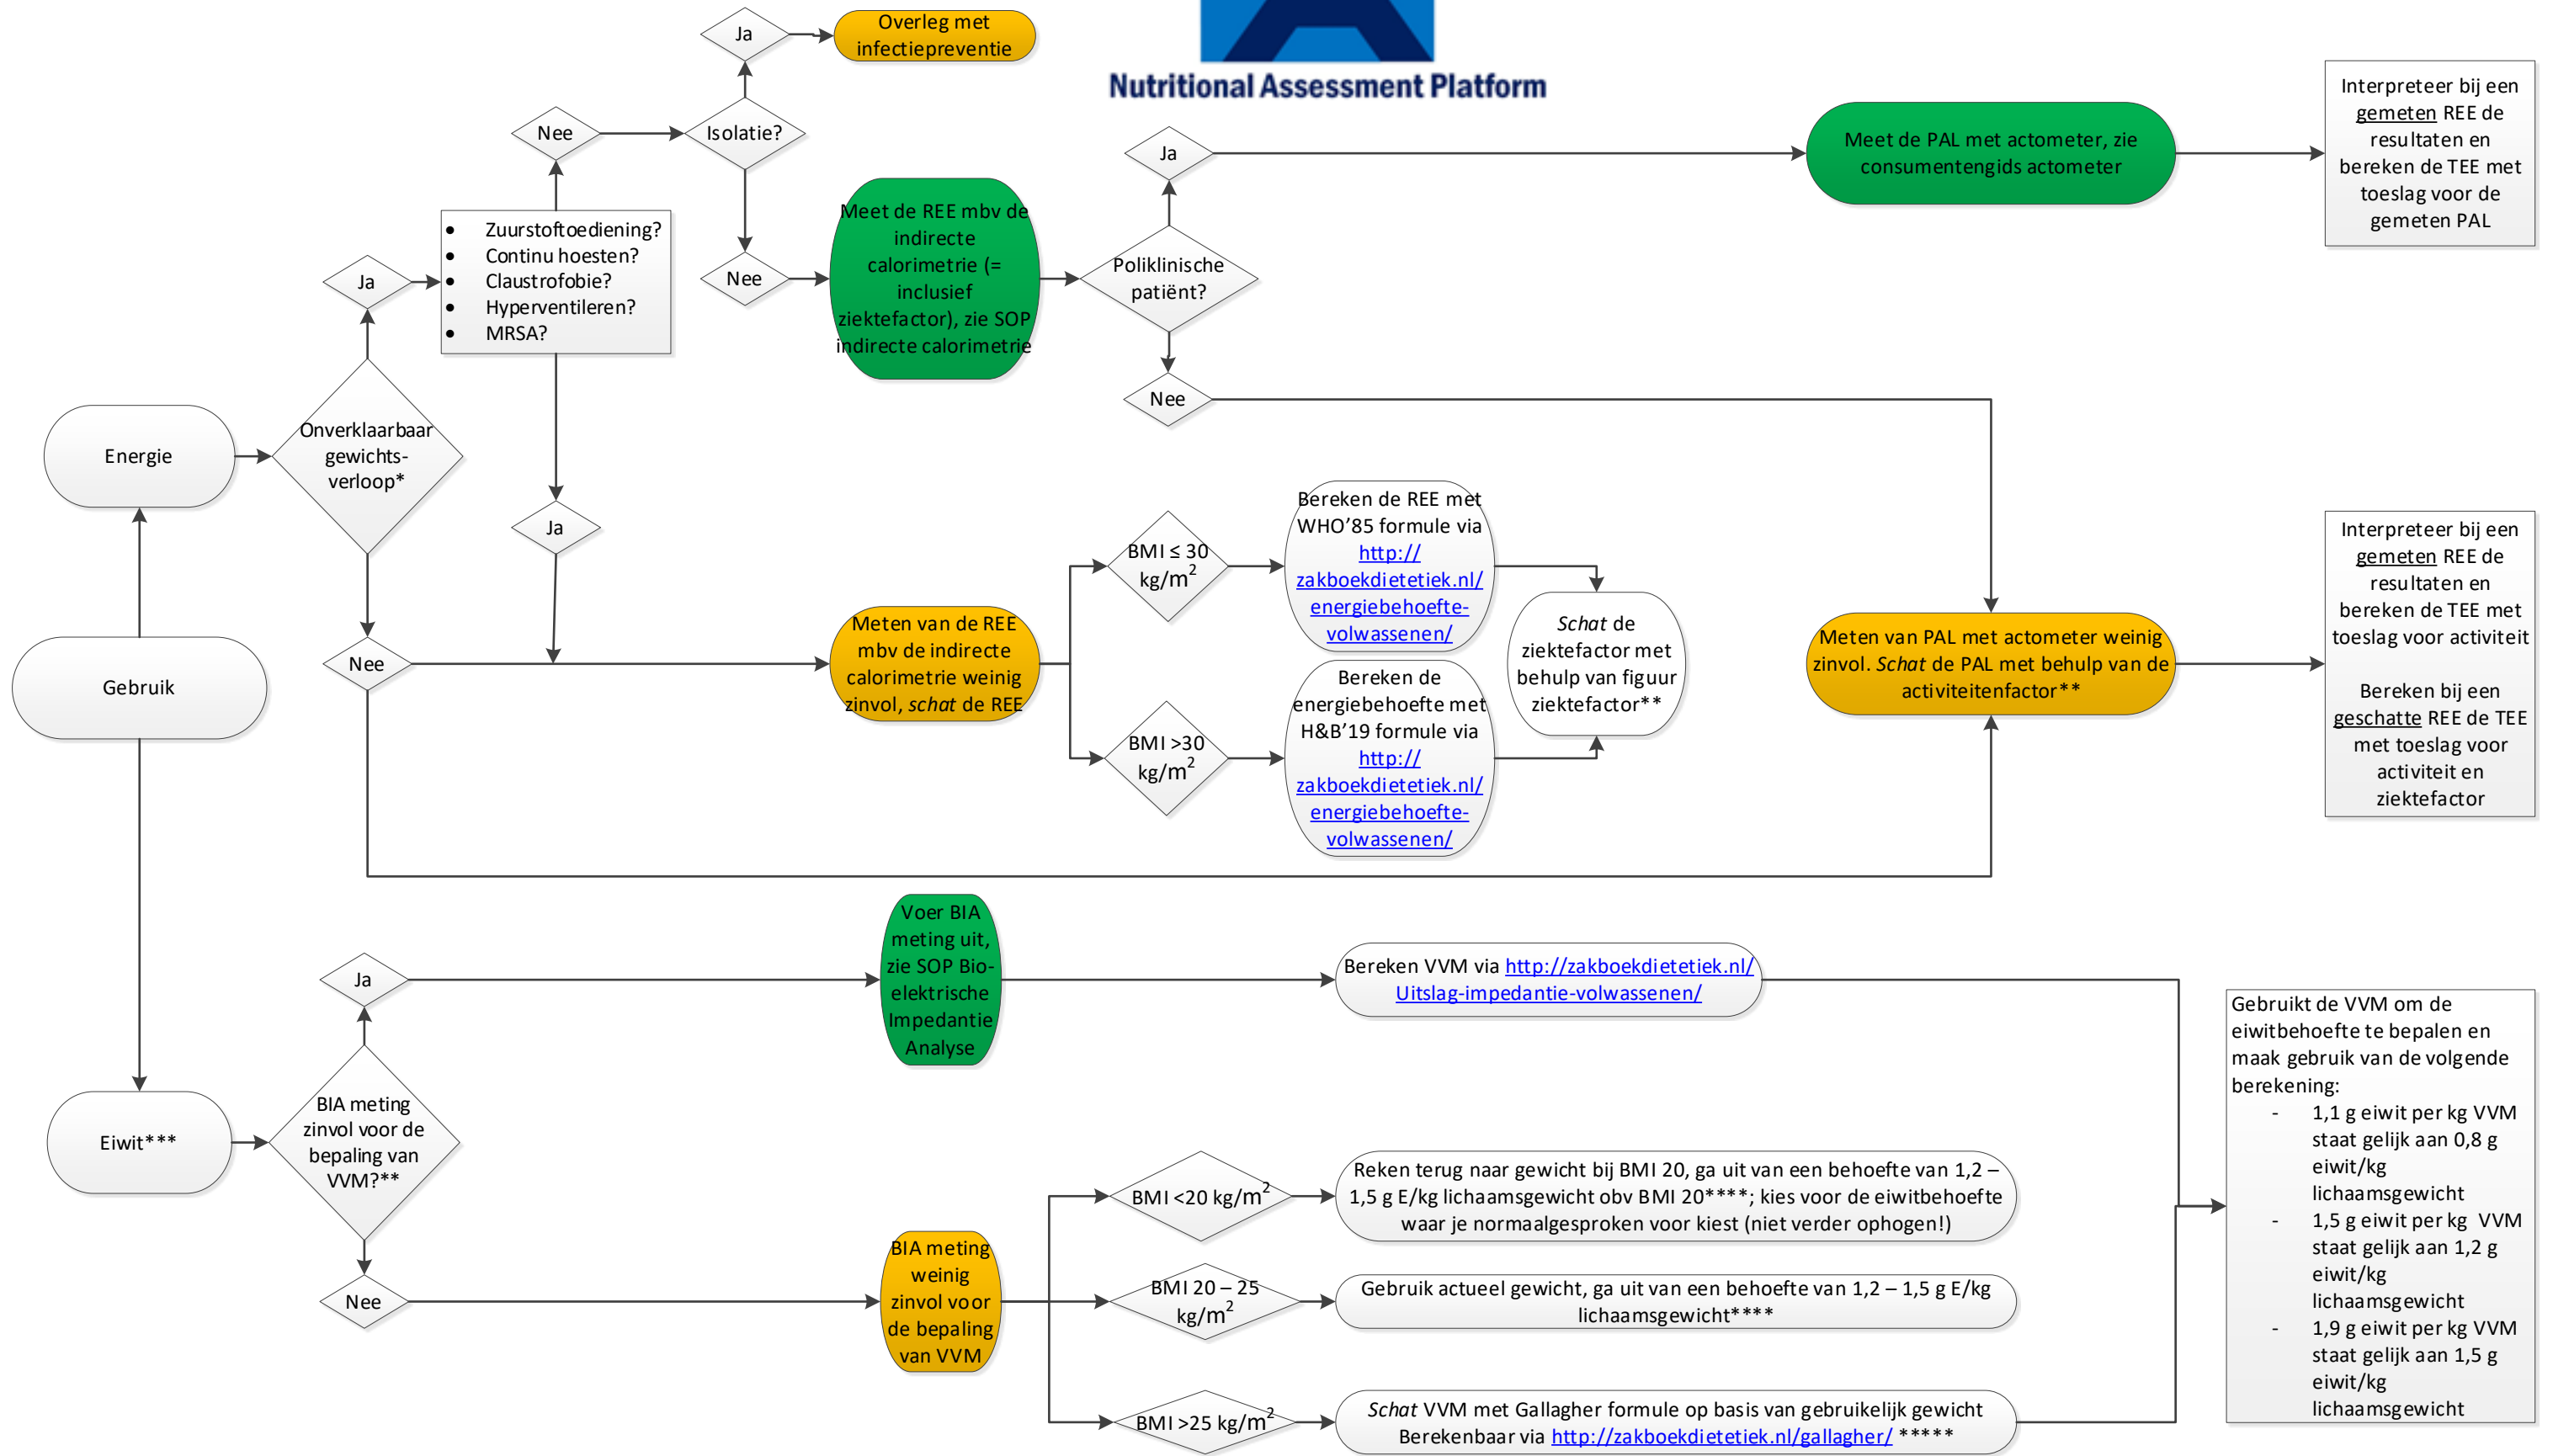 Nutritional Assessment Platform
Ja
Overleg met
infectiepreventie
Nee
Isolatie?
Nee
Ja
Meet de PAL met actometer, zie
consumentengids actometer
Interpreteer bij een
gemeten REE de
resultaten en
bereken de TEE met
toeslag voor de
gemeten PAL
Ja
Zuurstoftoediening?
Continu hoesten?
Claustrofobie?
Hyperventileren?
MRSA?
Meet de REE mbv de
indirecte
calorimetrie (=
inclusief
ziektefactor), zie SOP
indirecte calorimetrie
Poliklinische
patiënt?
Nee
Energie
Onverklaarbaar
gewichts-
verloop*
Ja
Nee
Gebruik
Meten van de REE
mbv de indirecte
calorimetrie weinig
zinvol, schat de REE
BMI ≤ 30
kg/m²
Bereken de REE met
WHO’85 formule via
http://
zakboekdietetiek.nl/
energiebehoefte-
volwassenen/
BMI >30
kg/m²
Bereken de
energiebehoefte met
H&B’19 formule via
http://
zakboekdietetiek.nl/
energiebehoefte-
volwassenen/
Schat de
ziektefactor met
behulp van figuur
ziektefactor**
Meten van PAL met actometer weinig
zinvol. Schat de PAL met behulp van de
activiteitenfactor**
Interpreteer bij een
gemeten REE de
resultaten en
bereken de TEE met
toeslag voor activiteit
Bereken bij een
geschatte REE de TEE
met toeslag voor
activiteit en
ziektefactor
Eiwit***
BIA meting
zinvol voor de
bepaling van
VVM?**
Ja
Voer BIA
meting uit,
zie SOP Bio-
elektrische
Impedantie
Analyse
Bereken VVM via http://zakboekdietetiek.nl/
Uitslag-impedantie-volwassenen/
Nee
BIA meting
weinig
zinvol voor
de bepaling
van VVM
BMI <20 kg/m²
Reken terug naar gewicht bij BMI 20, ga uit van een behoefte van 1,2 –
1,5 g E/kg lichaamsgewicht obv BMI 20****; kies voor de eiwitbehoefte
waar je normaalgesproken voor kiest (niet verder ophogen!)
BMI 20 – 25
kg/m²
Gebruik actueel gewicht, ga uit van een behoefte van 1,2 – 1,5 g E/kg
lichaamsgewicht****
BMI >25 kg/m²
Schat VVM met Gallagher formule op basis van gebruikelijk gewicht
Berekenbaar via http://zakboekdietetiek.nl/gallagher/ *****
Gebruikt de VVM om de
eiwitbehoefte te bepalen en
maak gebruik van de volgende
berekening:
- 1,1 g eiwit per kg VVM
staat gelijk aan 0,8 g
eiwit/kg
lichaamsgewicht
- 1,5 g eiwit per kg VVM
staat gelijk aan 1,2 g
eiwit/kg
lichaamsgewicht
- 1,9 g eiwit per kg VVM
staat gelijk aan 1,5 g
eiwit/kg
lichaamsgewicht